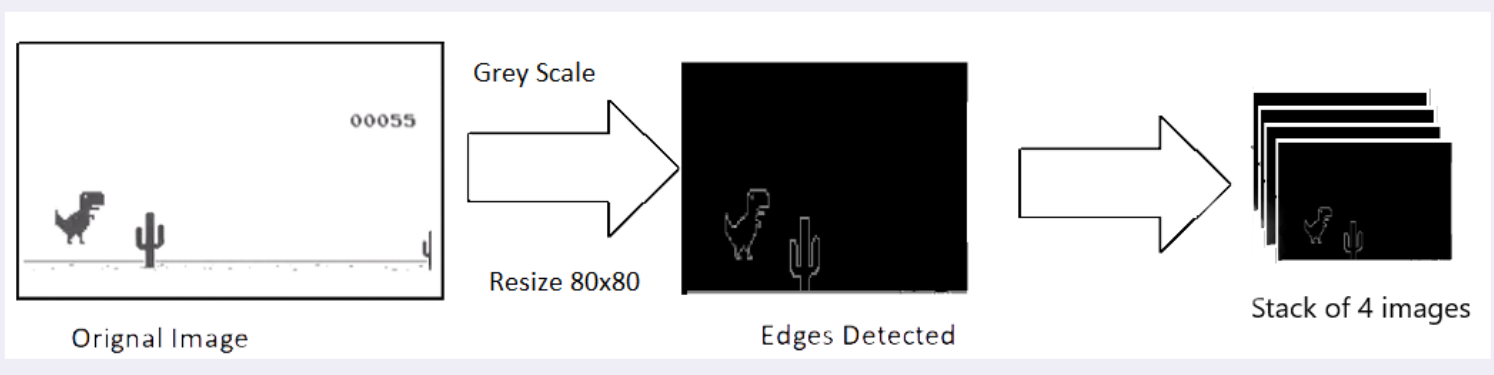 00055
Grey Scale
Resize 80x80
Orignal Image
Edges Detected
Stack of 4 images